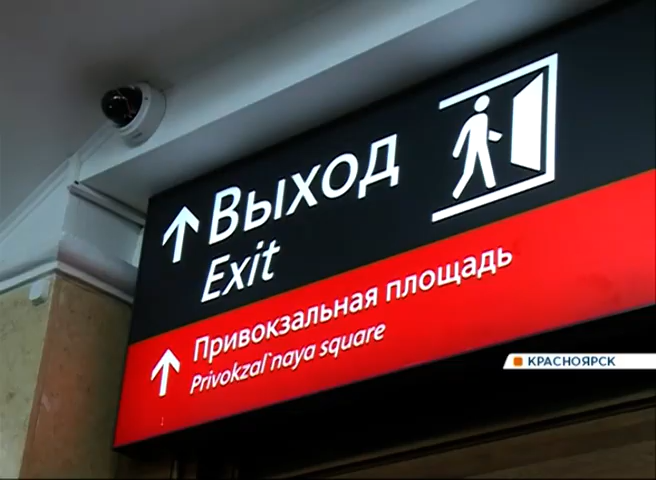 Выход
Exit
Привокзальная площадь
Privokzal`naya square
КРАСНОЯРСК